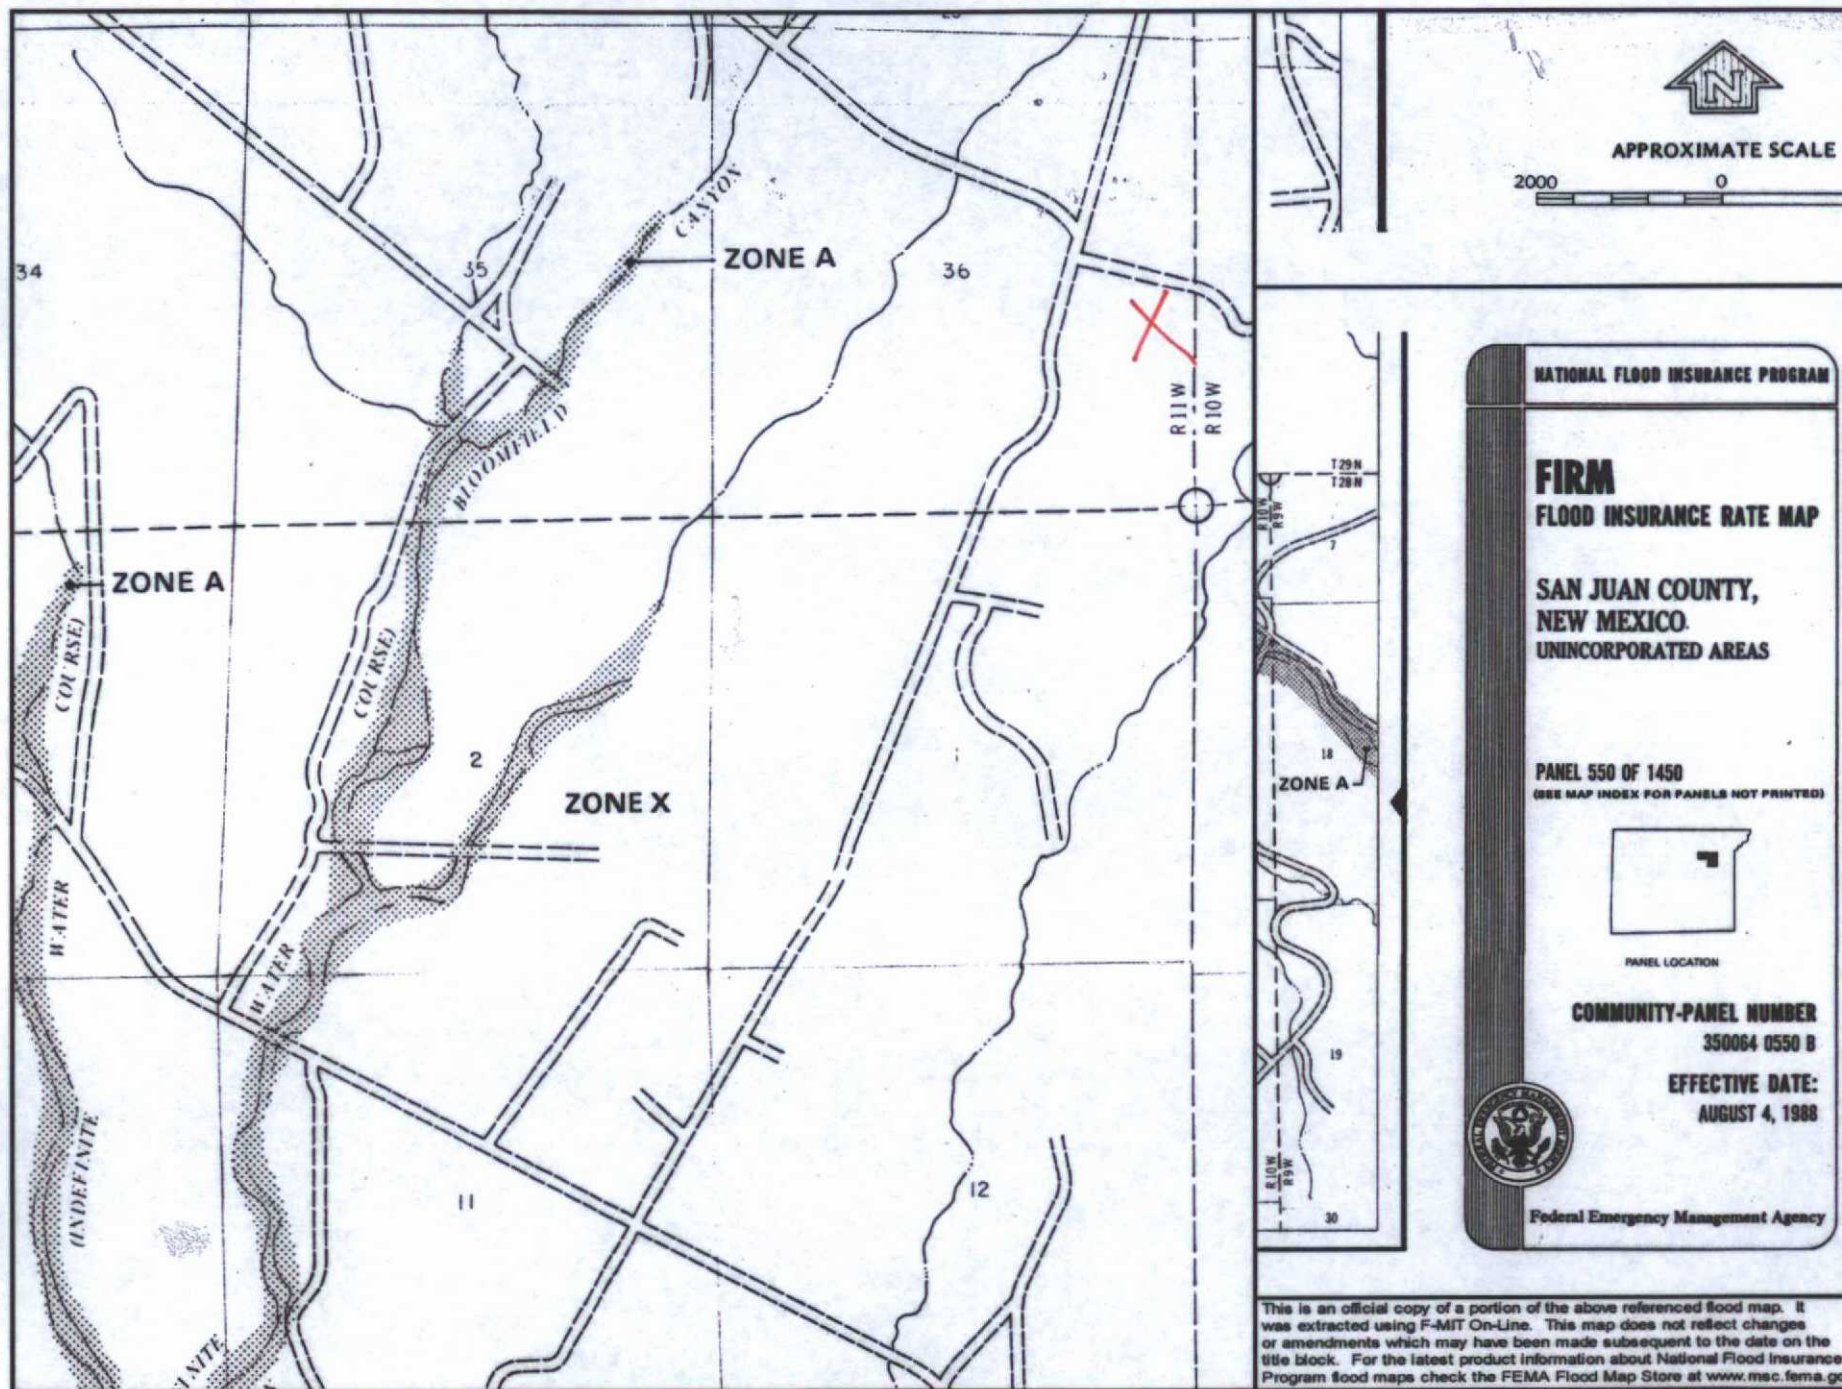 34
35
CANYON
ZONE A
36
R11W
R10W
BLOOMFIELD
ZONE A
COURSE)
COURSE)
2
ZONE X
1
WATER
WATER
(INDEFINITE
11
12
APPROXIMATE SCALE
2000 0
T29N
T28N
R10W
R9W
7
18
ZONE A
19
R10W
R9W
30
NATIONAL FLOOD INSURANCE PROGRAM
FIRM
FLOOD INSURANCE RATE MAP
SAN JUAN COUNTY,
NEW MEXICO
UNINCORPORATED AREAS
PANEL 550 OF 1450
(SEE MAP INDEX FOR PANELS NOT PRINTED)
PANEL LOCATION
COMMUNITY-PANEL NUMBER
350064 0550 B
EFFECTIVE DATE:
AUGUST 4, 1988
Federal Emergency Management Agency
This is an official copy of a portion of the above referenced flood map. It
was extracted using F-MIT On-Line. This map does not reflect changes
or amendments which may have been made subsequent to the date on the
title block. For the latest product information about National Flood Insurance
Program flood maps check the FEMA Flood Map Store at www.msc.fema.go